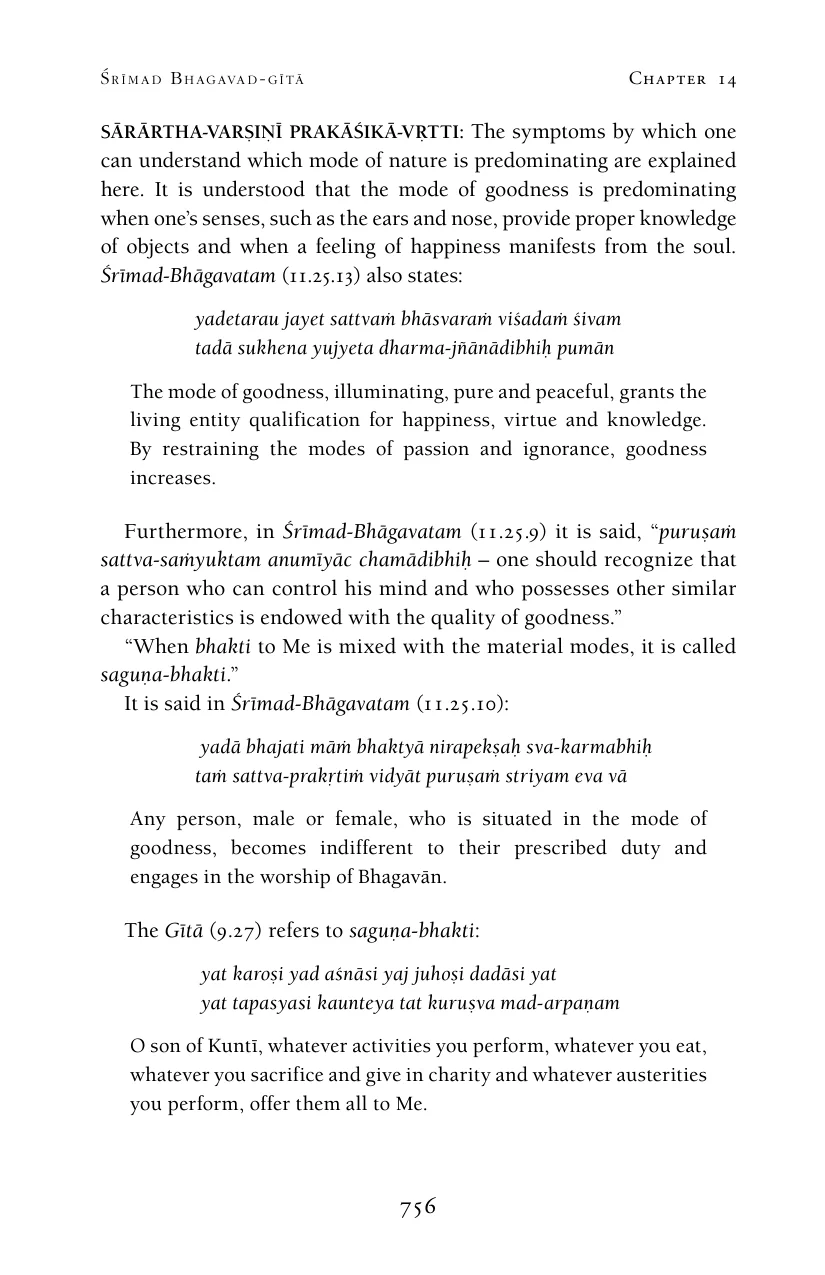 Śrīmad Bhagavad-gītā Chapter 14
SĀRĀRTHA-VARṢIṆĪ PRAKĀŚIKĀ-VṚTTI: The symptoms by which one
can understand which mode of nature is predominating are explained
here. It is understood that the mode of goodness is predominating
when one’s senses, such as the ears and nose, provide proper knowledge
of objects and when a feeling of happiness manifests from the soul.
Śrīmad-Bhāgavatam (11.25.13) also states:
yadetarau jayet sattvaṁ bhāsvaraṁ viśadaṁ śivam
tadā sukhena yujyeta dharma-jñānādibhiḥ pumān
The mode of goodness, illuminating, pure and peaceful, grants the
living entity qualification for happiness, virtue and knowledge.
By restraining the modes of passion and ignorance, goodness
increases.
Furthermore, in Śrīmad-Bhāgavatam (11.25.9) it is said, “puruṣaṁ
sattva-saṁyuktam anumīyāc chamādibhiḥ – one should recognize that
a person who can control his mind and who possesses other similar
characteristics is endowed with the quality of goodness.”
“When bhakti to Me is mixed with the material modes, it is called
saguṇa-bhakti.”
It is said in Śrīmad-Bhāgavatam (11.25.10):
yadā bhajati māṁ bhaktyā nirapekṣaḥ sva-karmabhiḥ
taṁ sattva-prakṛtiṁ vidyāt puruṣaṁ striyam eva vā
Any person, male or female, who is situated in the mode of
goodness, becomes indifferent to their prescribed duty and
engages in the worship of Bhagavān.
The Gītā (9.27) refers to saguṇa-bhakti:
yat karoṣi yad aśnāsi yaj juhoṣi dadāsi yat
yat tapasyasi kaunteya tat kuruṣva mad-arpaṇam
O son of Kuntī, whatever activities you perform, whatever you eat,
whatever you sacrifice and give in charity and whatever austerities
you perform, offer them all to Me.
756